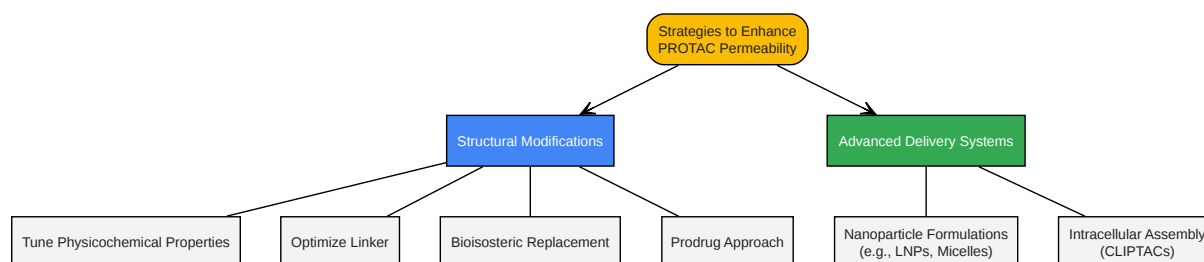 Strategies to Enhance
PROTAC Permeability
Structural Modifications
Advanced Delivery Systems
Tune Physicochemical Properties
Optimize Linker
Bioisosteric Replacement
Prodrug Approach
Nanoparticle Formulations
(e.g., LNPs, Micelles)
Intracellular Assembly
(CLIPTACs)